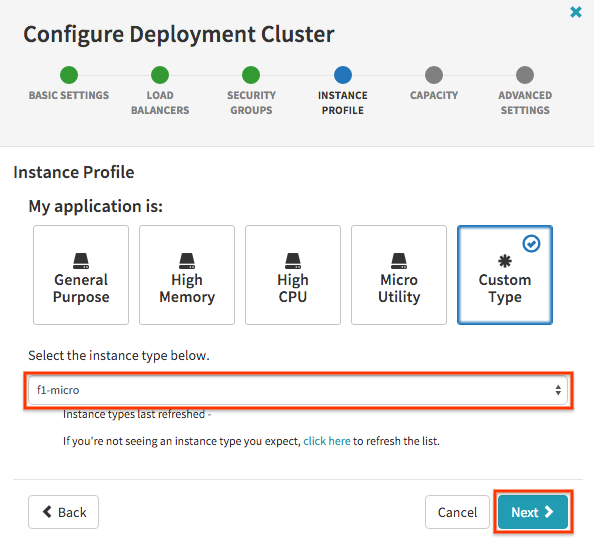 Configure Deployment Cluster
BASIC SETTINGS
LOAD
BALANCERS
SECURITY
GROUPS
INSTANCE
PROFILE
CAPACITY
ADVANCED
SETTINGS
Instance Profile
My application is:
General
Purpose
High
Memory
High
CPU
Micro
Utility
Custom
Type
Select the instance type below.
f1-micro
Instance types last refreshed -
If you're not seeing an instance type you expect, click here to refresh the list.
Back
Cancel
Next